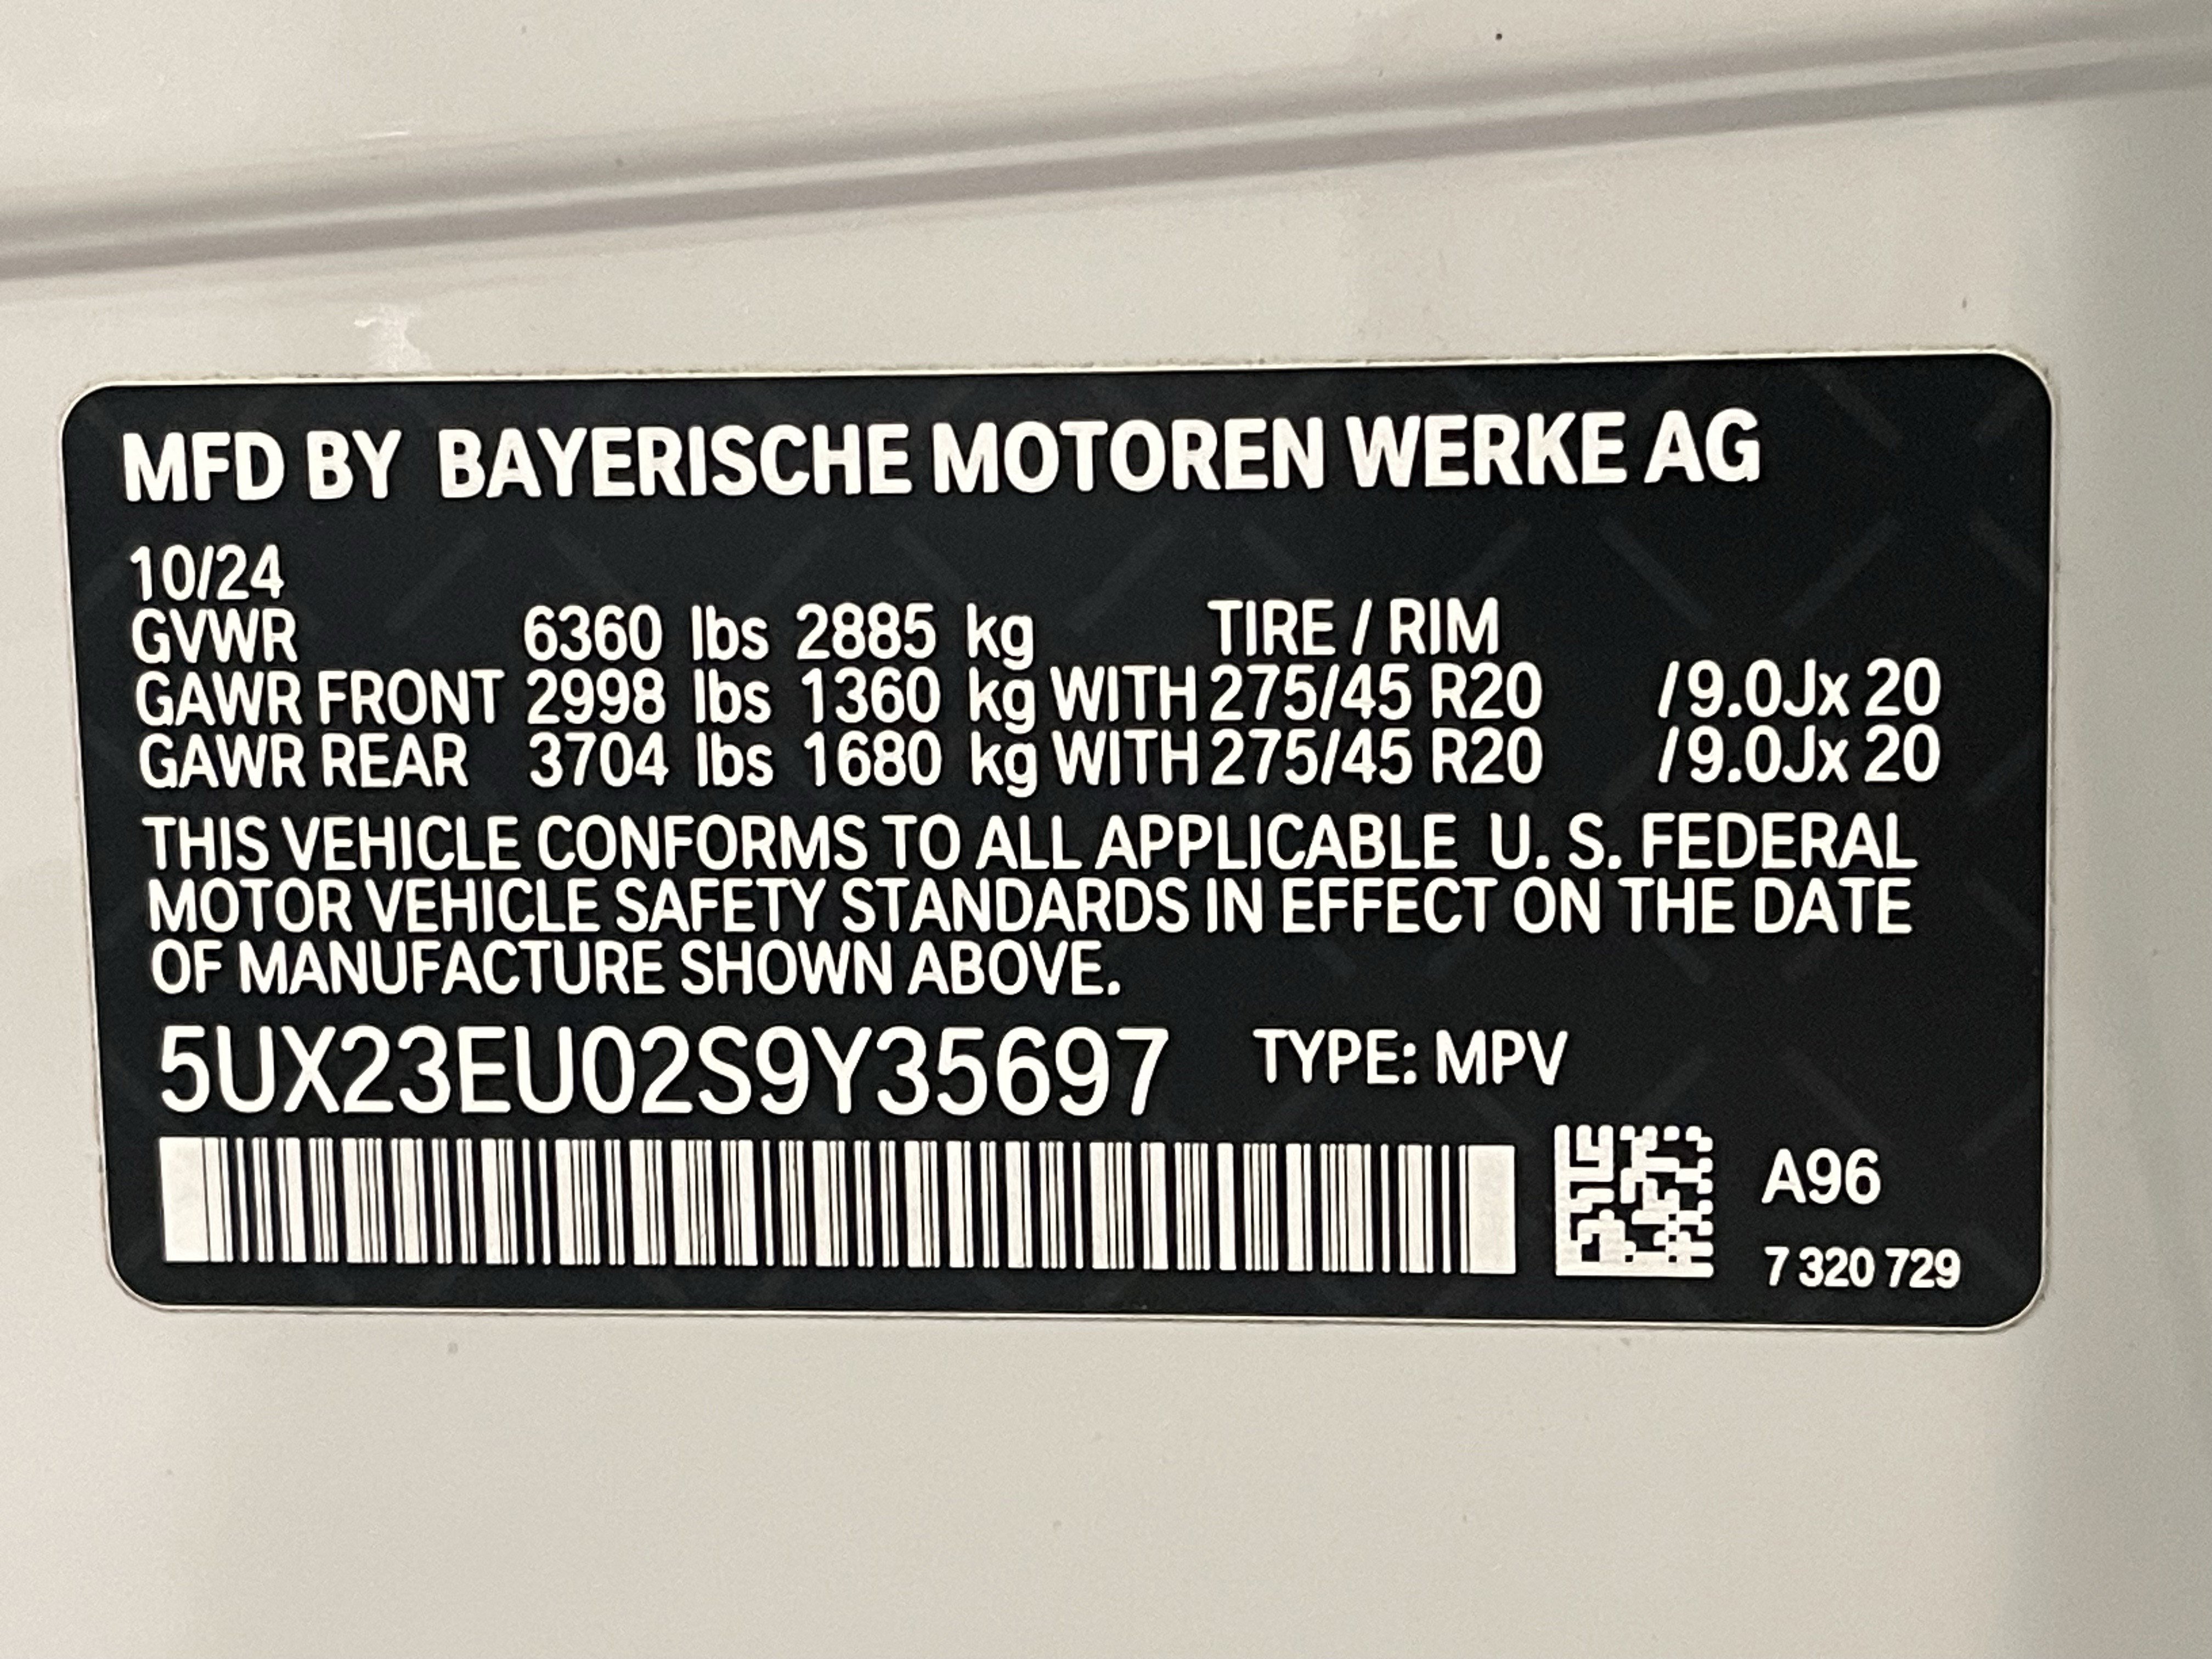 MFD BY BAYERISCHE MOTOREN WERKE AG
10/24
GVWR 6360 lbs 2885 kg TIRE / RIM
GAWR FRONT 2998 lbs 1360 kg WITH 275/45 R20 / 9.0Jx 20
GAWR REAR 3704 lbs 1680 kg WITH 275/45 R20 / 9.0Jx 20
THIS VEHICLE CONFORMS TO ALL APPLICABLE U. S. FEDERAL
MOTOR VEHICLE SAFETY STANDARDS IN EFFECT ON THE DATE
OF MANUFACTURE SHOWN ABOVE.
5UX23EU02S9Y35697 TYPE: MPV
A96
7 320 729